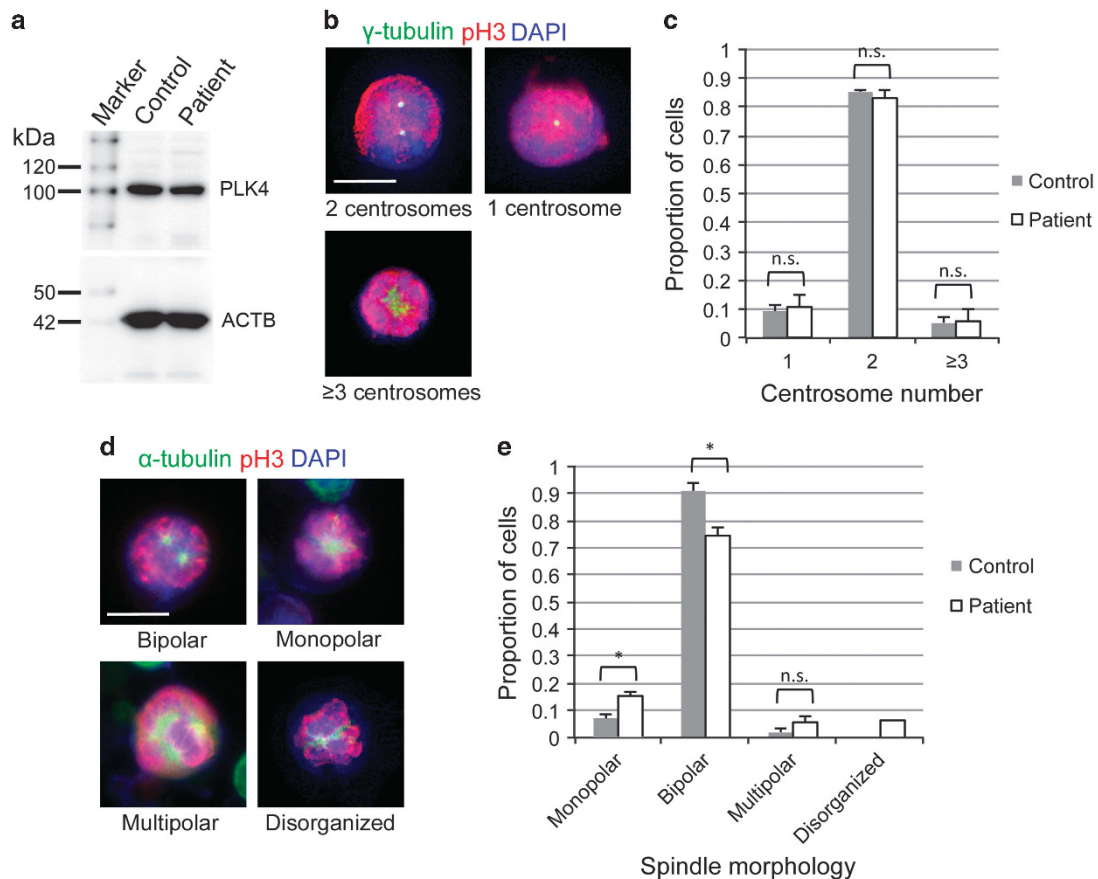 a
Marker
Control
Patient
kDa
120
100
PLK4
50
42
ACTB
b
γ-tubulin pH3 DAPI
2 centrosomes
1 centrosome
≥3 centrosomes
c
Proportion of cells
1
0.9
0.8
0.7
0.6
0.5
0.4
0.3
0.2
0.1
0
n.s.
n.s.
n.s.
1
2
≥3
Centrosome number
Control
Patient
d
α-tubulin pH3 DAPI
Bipolar
Monopolar
Multipolar
Disorganized
e
Proportion of cells
1
0.9
0.8
0.7
0.6
0.5
0.4
0.3
0.2
0.1
0
*
*
n.s.
Monopolar
Bipolar
Multipolar
Disorganized
Spindle morphology
Control
Patient